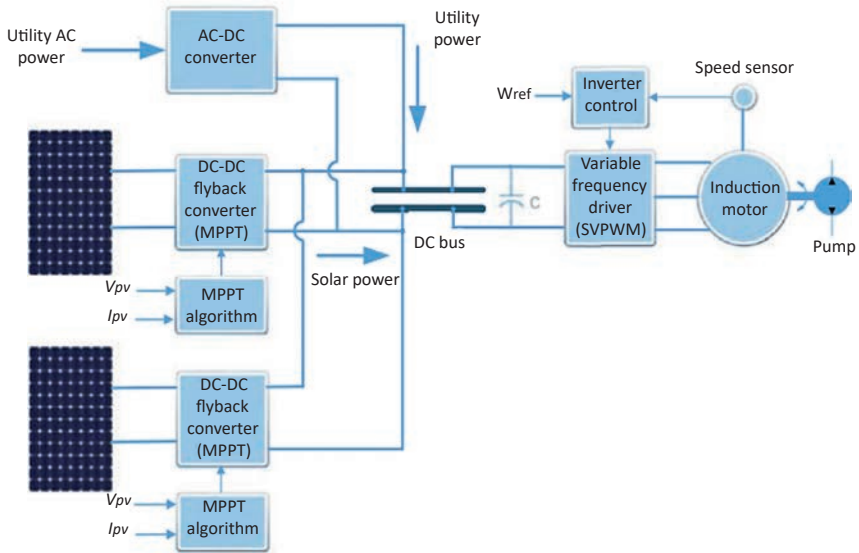 Utility AC
power
AC-DC
converter
Utility
power
Speed sensor
Wref
Inverter
control
DC-DC
flyback
converter
(MPPT)
Variable
frequency
driver
(SVPWM)
Induction
motor
C
DC bus
Pump
Solar power
Vpv
Ipv
MPPT
algorithm
DC-DC
flyback
converter
(MPPT)
Vpv
Ipv
MPPT
algorithm